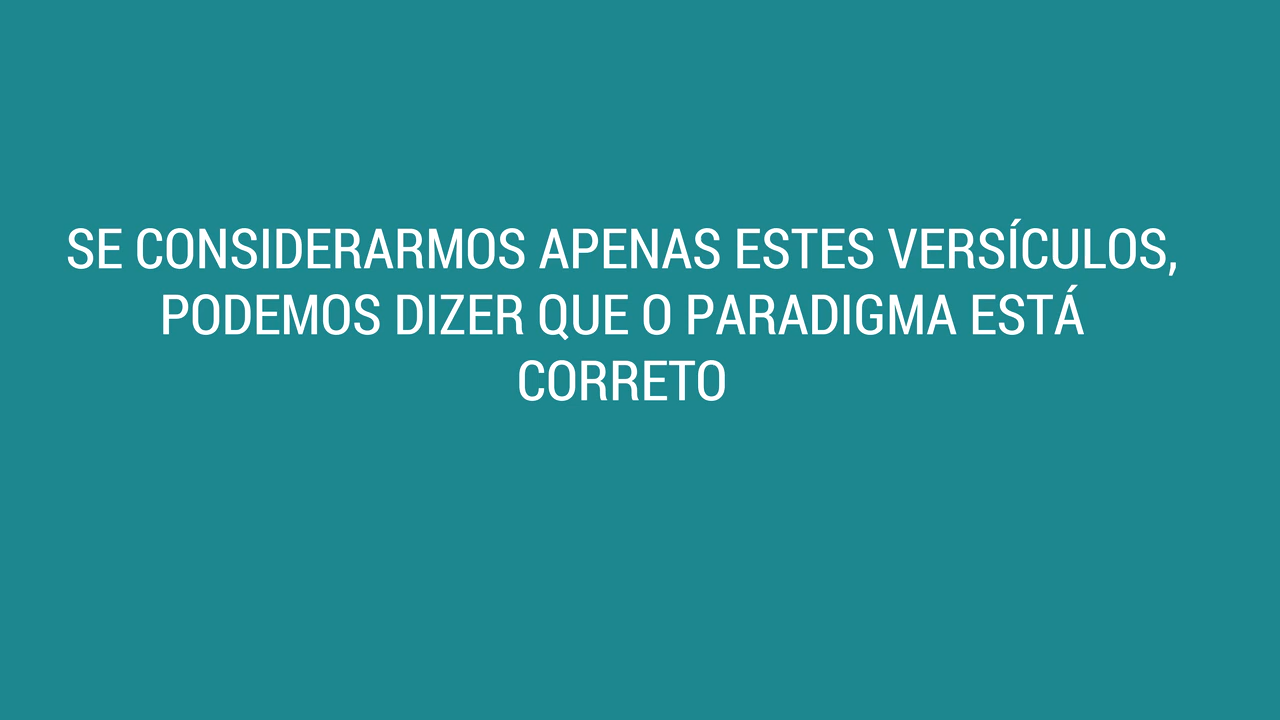 SE CONSIDERARMOS APENAS ESTES VERSÍCULOS,
PODEMOS DIZER QUE O PARADIGMA ESTÁ
CORRETO